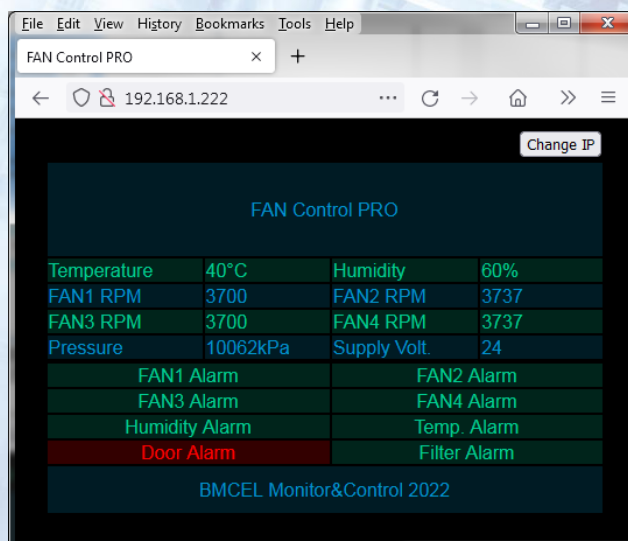 File Edit View History Bookmarks Tools Help
FAN Control PRO
192.168.1.222
Change IP
FAN Control PRO
Temperature 40°C Humidity 60%
FAN1 RPM 3700 FAN2 RPM 3737
FAN3 RPM 3700 FAN4 RPM 3737
Pressure 10062kPa Supply Volt. 24
FAN1 Alarm FAN2 Alarm
FAN3 Alarm FAN4 Alarm
Humidity Alarm Temp. Alarm
Door Alarm Filter Alarm
BMCEL Monitor&Control 2022